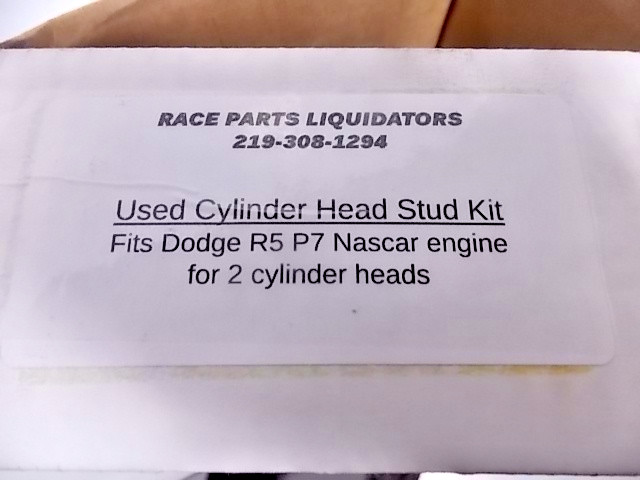 RACE PARTS LIQUIDATORS
219-308-1294
Used Cylinder Head Stud Kit
Fits Dodge R5 P7 Nascar engine
for 2 cylinder heads